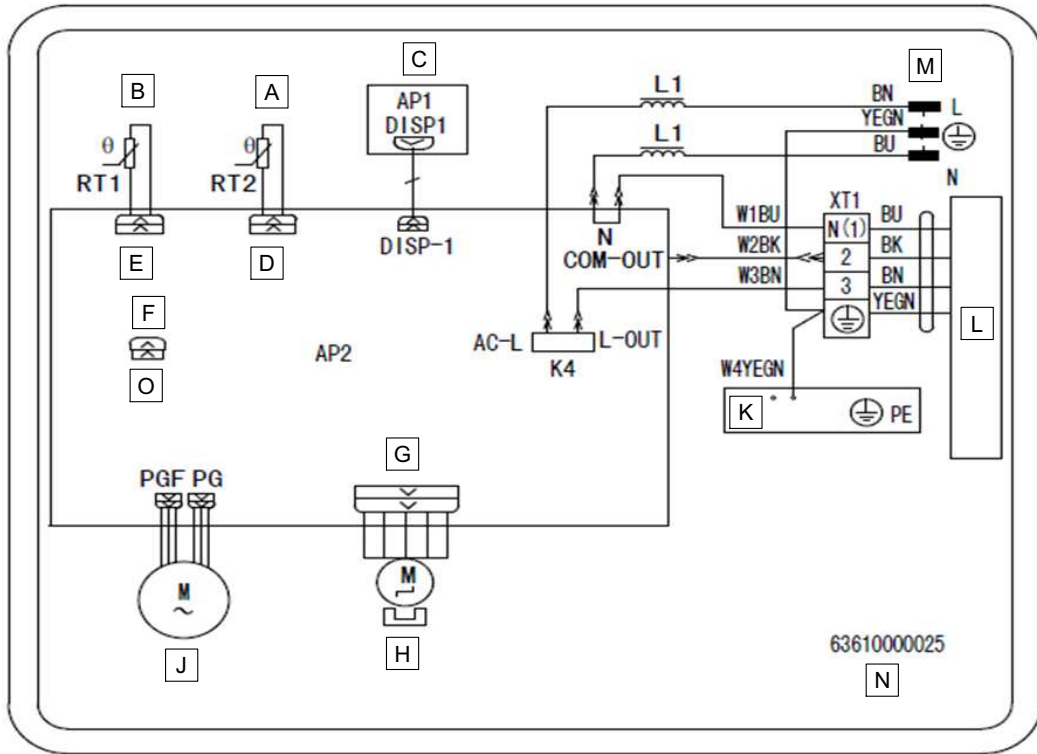 C
B
A
M
AP1
DISP1
L1
BN
L
YEGN
θ
RT1
θ
RT2
L1
BU
N
XT1
E
D
DISP-1
N
COM-OUT
W1BU
N(1)
BU
W2BK
2
BK
W3BN
3
BN
YEGN
F
O
AP2
AC-L
L-OUT
K4
L
W4YEGN
K
PE
PGF PG
G
M
~
M
J
H
63610000025
N